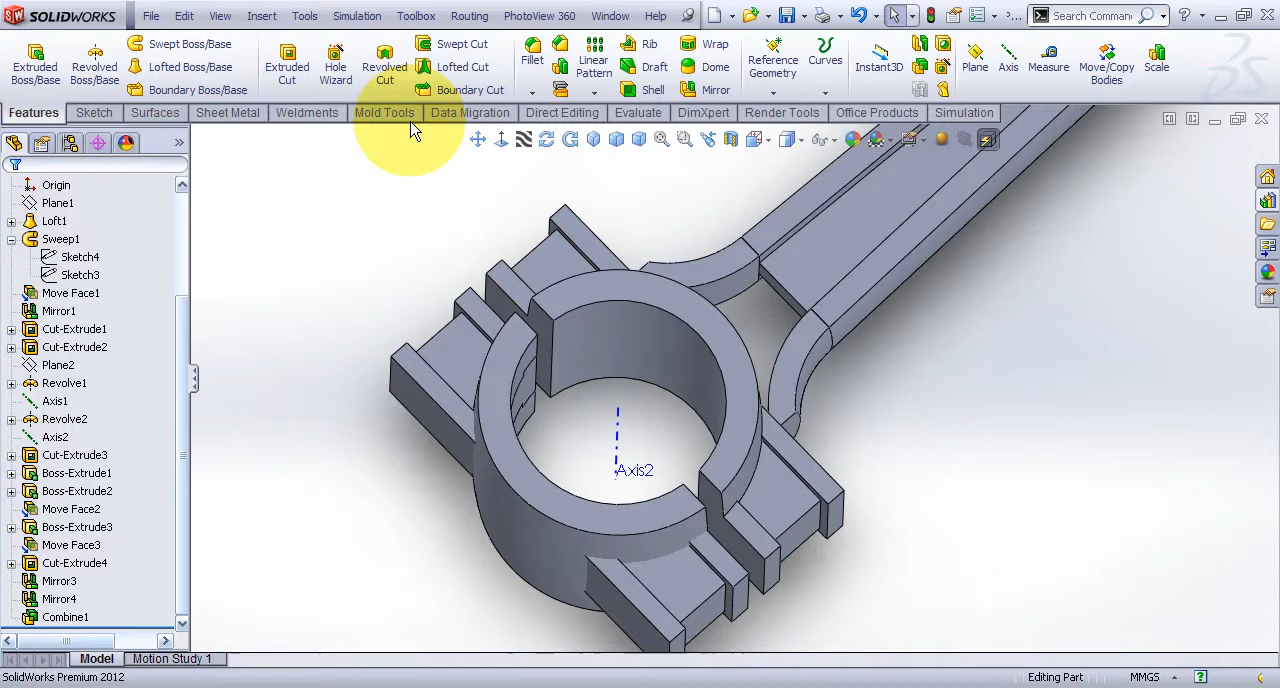 SOLIDWORKS File Edit View Insert Tools Simulation Toolbox Routing PhotoView 360 Window Help Search Comman
Extruded Boss/Base
Revolved Boss/Base
Swept Boss/Base
Lofted Boss/Base
Boundary Boss/Base
Extruded Cut
Hole Wizard
Revolved Cut
Swept Cut
Lofted Cut
Boundary Cut
Fillet
Linear Pattern
Rib
Draft
Shell
Wrap
Dome
Mirror
Reference Geometry
Curves
Instant3D
Plane
Axis
Measure
Move/Copy Bodies
Scale
Features Sketch Surfaces Sheet Metal Weldments Mold Tools Data Migration Direct Editing Evaluate DimXpert Render Tools Office Products Simulation
Origin
Plane1
Loft1
Sweep1
Sketch4
Sketch3
Move Face1
Mirror1
Cut-Extrude1
Cut-Extrude2
Plane2
Revolve1
Axis1
Revolve2
Axis2
Cut-Extrude3
Boss-Extrude1
Boss-Extrude2
Move Face2
Boss-Extrude3
Move Face3
Cut-Extrude4
Mirror3
Mirror4
Combine1
Axis2
Model Motion Study 1
SolidWorks Premium 2012 Editing Part MMGS